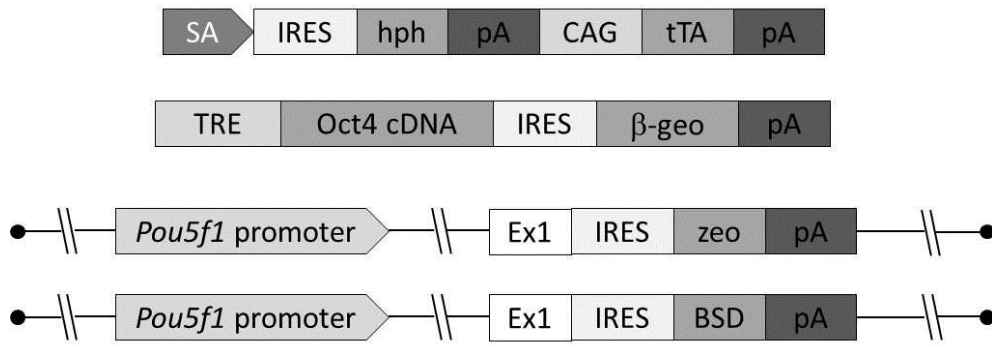 SA IRES hph pA CAG tTA pA
TRE Oct4 cDNA IRES β-geo pA
Pou5f1 promoter Ex1 IRES zeo pA
Pou5f1 promoter Ex1 IRES BSD pA